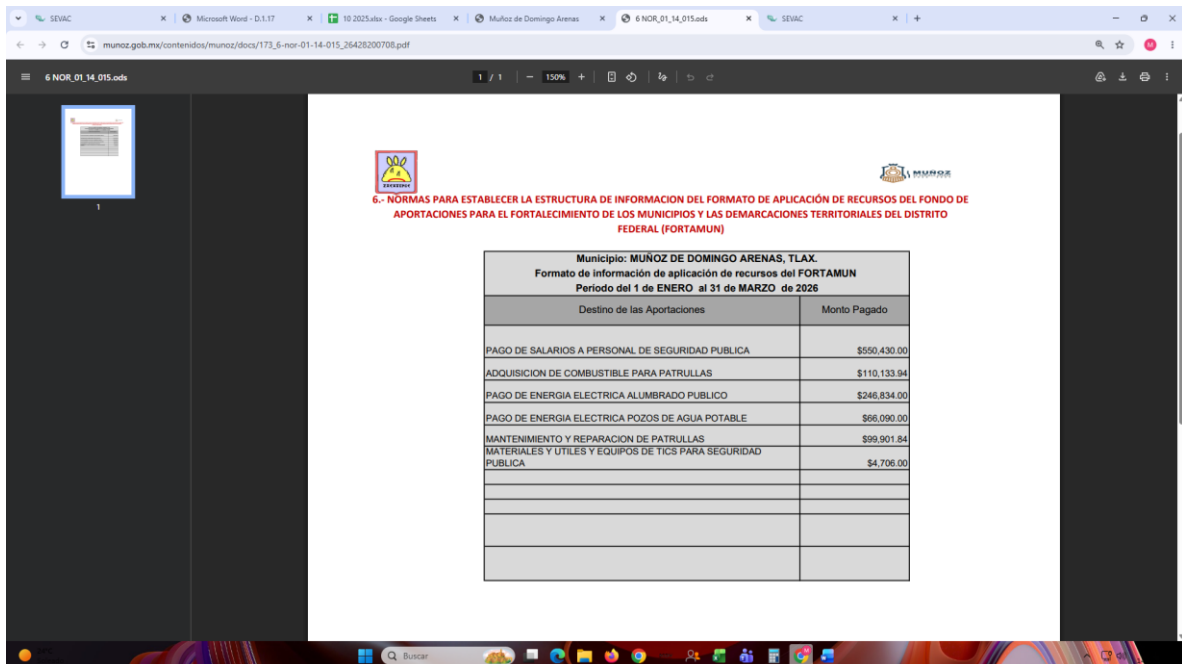 SEVAC
Microsoft Word - D.1.17
10 2025.xlsx - Google Sheets
Muñoz de Domingo Arenas
6 NOR_01_14_015.ods
SEVAC
munoz.gob.mx/contenidos/munoz/docs/173_6-nor-01-14-015_26428200708.pdf
M
6 NOR_01_14_015.ods
1 / 1
150%
1
MUÑOZ
6.- NORMAS PARA ESTABLECER LA ESTRUCTURA DE INFORMACION DEL FORMATO DE APLICACIÓN DE RECURSOS DEL FONDO DE
APORTACIONES PARA EL FORTALECIMIENTO DE LOS MUNICIPIOS Y LAS DEMARCACIONES TERRITORIALES DEL DISTRITO
FEDERAL (FORTAMUN)
Municipio: MUÑOZ DE DOMINGO ARENAS, TLAX.
Formato de información de aplicación de recursos del FORTAMUN
Período del 1 de ENERO al 31 de MARZO de 2026
Destino de las Aportaciones Monto Pagado
PAGO DE SALARIOS A PERSONAL DE SEGURIDAD PUBLICA $550,430.00
ADQUISICION DE COMBUSTIBLE PARA PATRULLAS $110,133.94
PAGO DE ENERGIA ELECTRICA ALUMBRADO PUBLICO $246,834.00
PAGO DE ENERGIA ELECTRICA POZOS DE AGUA POTABLE $66,090.00
MANTENIMIENTO Y REPARACION DE PATRULLAS $99,901.84
MATERIALES Y UTILES Y EQUIPOS DE TICS PARA SEGURIDAD
PUBLICA $4,706.00
Buscar